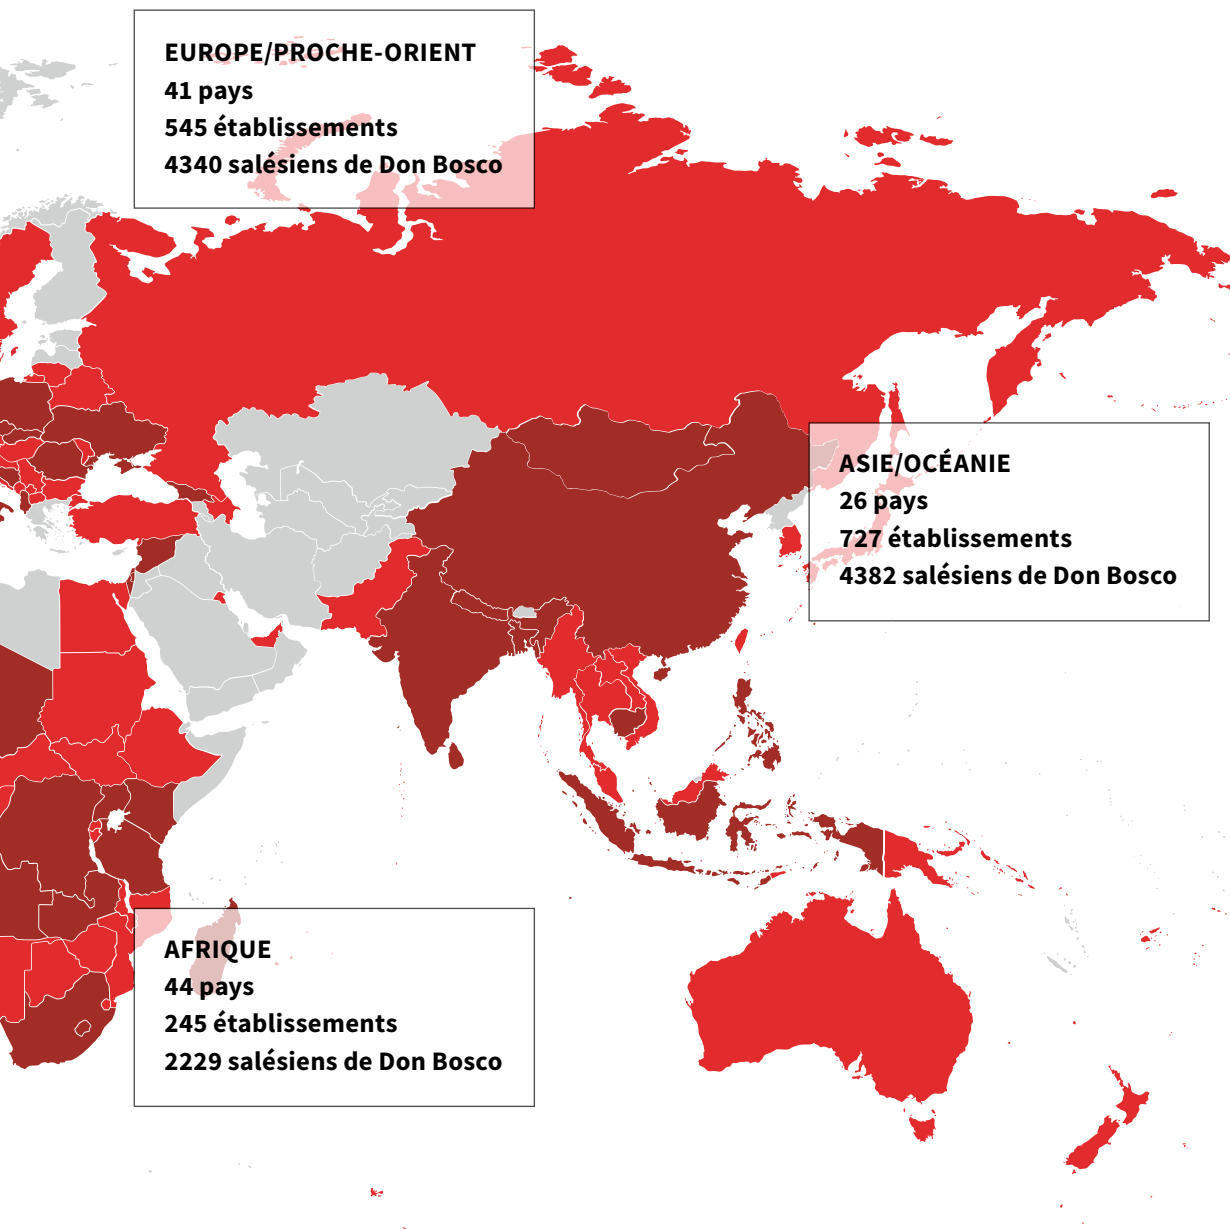 EUROPE/PROCHE-ORIENT
41 pays
545 établissements
4340 salésiens de Don Bosco
ASIE/OCÉANIE
26 pays
727 établissements
4382 salésiens de Don Bosco
AFRIQUE
44 pays
245 établissements
2229 salésiens de Don Bosco